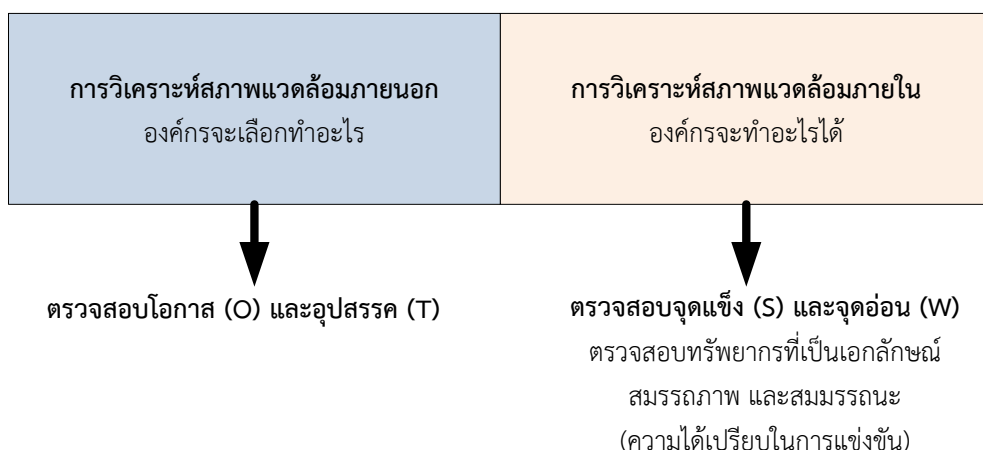 การวิเคราะห์สภาพแวดล้อมภายนอก
องค์กรจะเลือกทำอะไร
การวิเคราะห์สภาพแวดล้อมภายใน
องค์กรจะทำอะไรได้
ตรวจสอบโอกาส (O) และอุปสรรค (T)
ตรวจสอบจุดแข็ง (S) และจุดอ่อน (W)
ตรวจสอบทรัพยากรที่เป็นเอกลักษณ์
สมรรถภาพ และสมมรรถนะ
(ความได้เปรียบในการแข่งขัน)